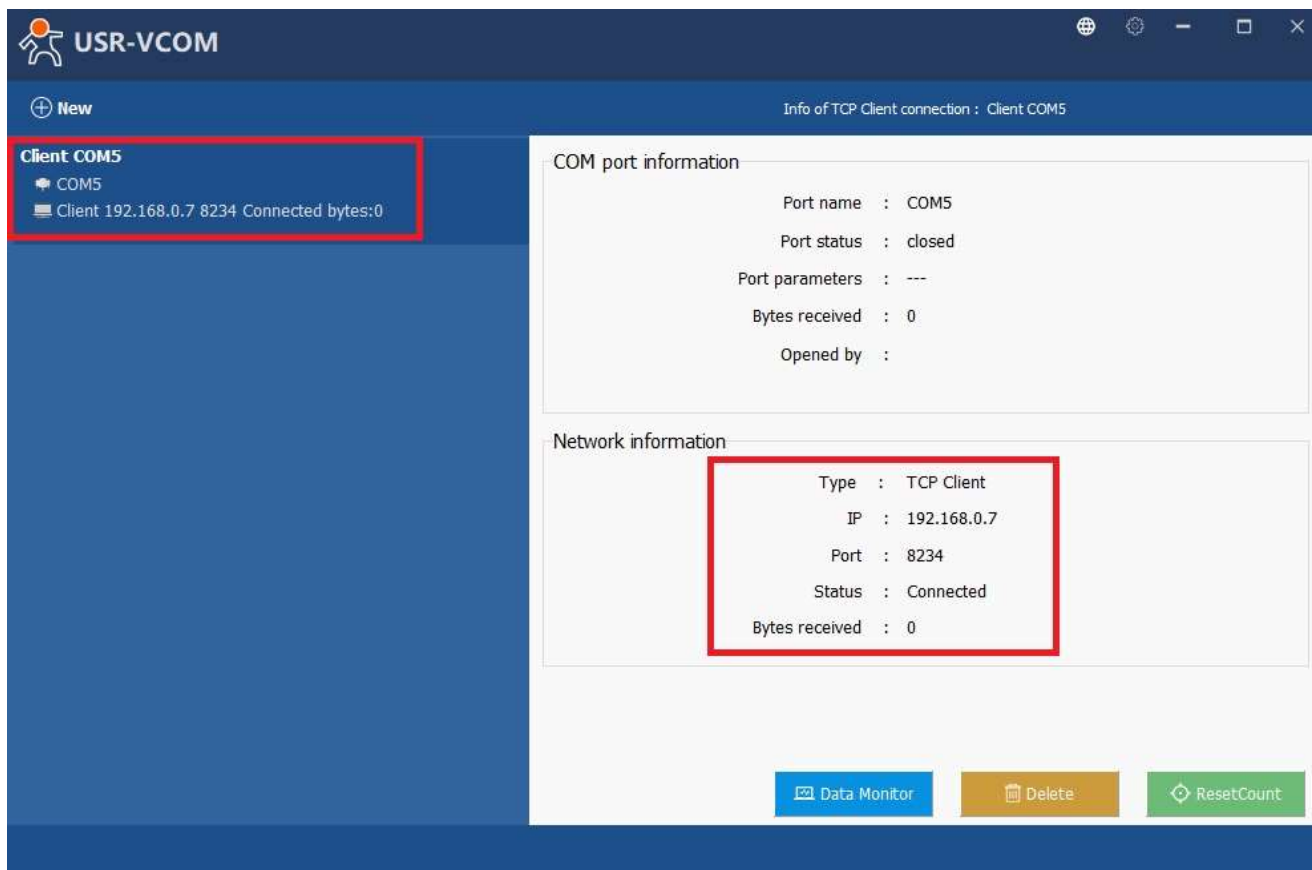 USR-VCOM
New
Info of TCP Client connection : Client COM5
Client COM5
COM5
Client 192.168.0.7 8234 Connected bytes:0
COM port information
Port name : COM5
Port status : closed
Port parameters : ---
Bytes received : 0
Opened by :
Network information
Type : TCP Client
IP : 192.168.0.7
Port : 8234
Status : Connected
Bytes received : 0
Data Monitor
Delete
ResetCount